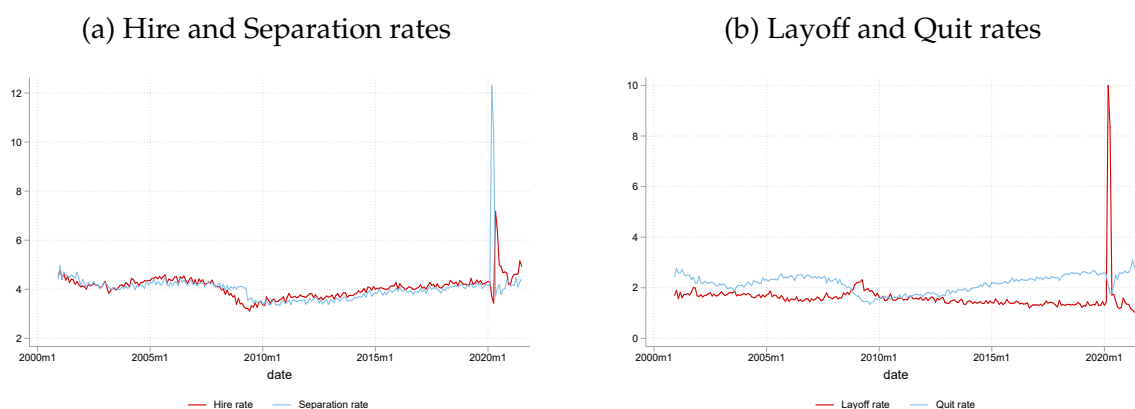 (a) Hire and Separation rates
12
10
8
6
4
2
2000m1 2005m1 2010m1 2015m1 2020m1
date
Hire rate Separation rate
(b) Layoff and Quit rates
10
8
6
4
2
0
2000m1 2005m1 2010m1 2015m1 2020m1
date
Layoff rate Quit rate